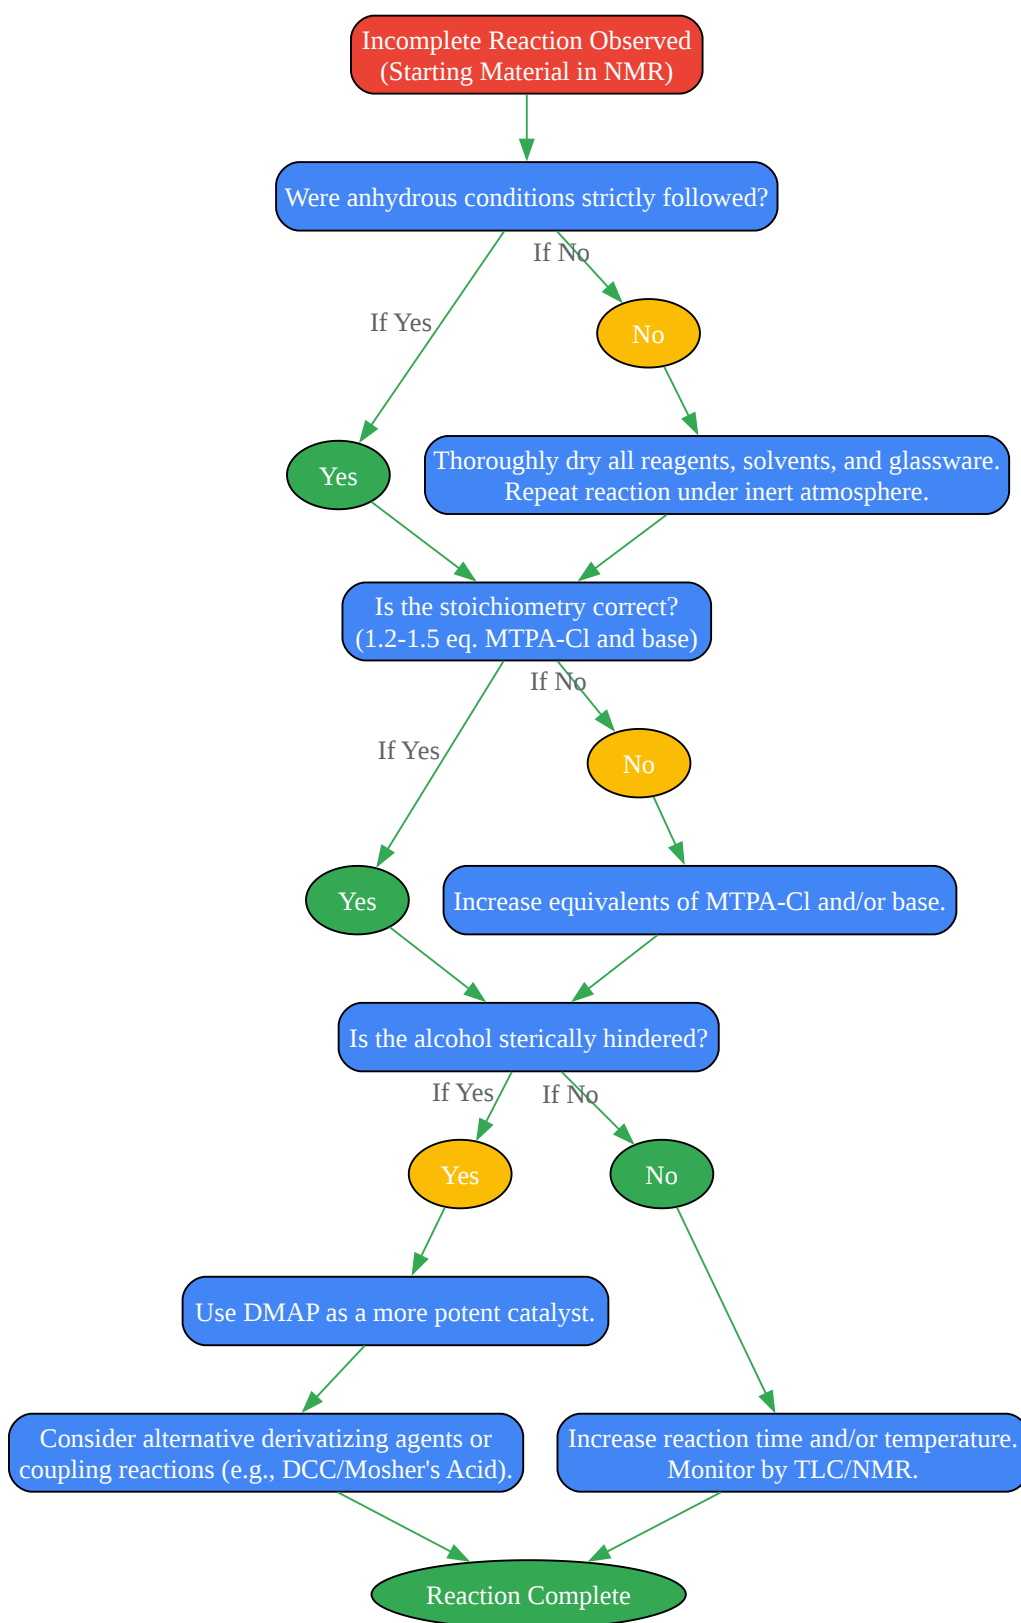 Incomplete Reaction Observed
(Starting Material in NMR)
Were anhydrous conditions strictly followed?
If No
If Yes
No
Thoroughly dry all reagents, solvents, and glassware.
Repeat reaction under inert atmosphere.
Yes
Is the stoichiometry correct?
(1.2-1.5 eq. MTPA-Cl and base)
If No
If Yes
No
Yes
Increase equivalents of MTPA-Cl and/or base.
Is the alcohol sterically hindered?
If Yes
If No
Yes
No
Use DMAP as a more potent catalyst.
Consider alternative derivatizing agents or
coupling reactions (e.g., DCC/Mosher's Acid).
Increase reaction time and/or temperature.
Monitor by TLC/NMR.
Reaction Complete